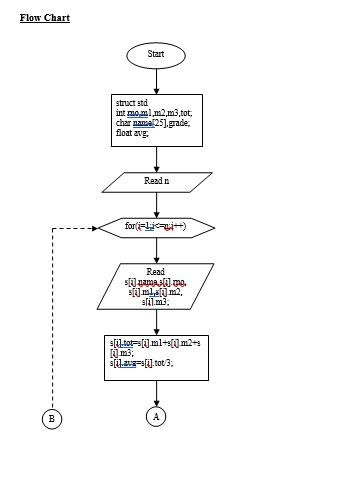 Flow Chart
Start
struct std
int rno,m1,m2,m3,tot;
char name[25],grade;
float avg;
Read n
for(i=1;i<=n;i++)
Read
s[i].name,s[i].rno,
s[i].m1,s[i].m2,
s[i].m3;
s[i].tot=s[i].m1+s[i].m2+s
[i].m3;
s[i].avg=s[i].tot/3;
B
A